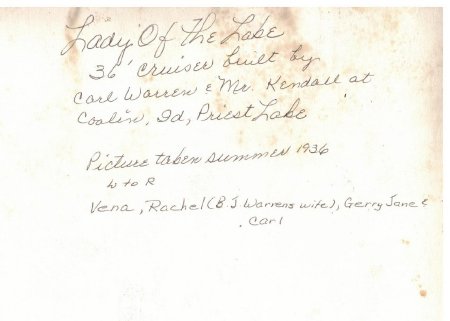 Lady Of The Lake
36' Cruiser built by
Carl Warren & Mr. Kendall at
Coolin, Id, Priest Lake
Picture taken summer 1936
L to R
Vena, Rachel (B.J. Warrens wife), Gerry Jane &
Carl